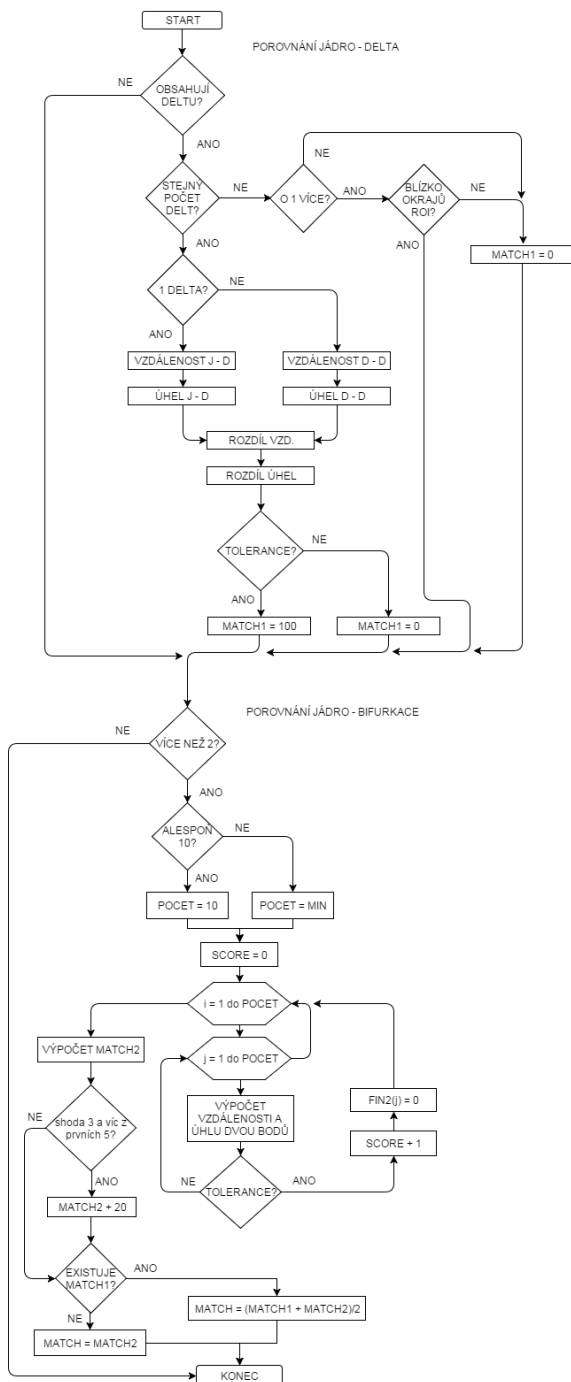 START
POROVNÁNÍ JÁDRO - DELTA
NE
OBSAHUJÍ
DELTU?
ANO
NE
STEJNÝ
POČET
DELT?
NE
O 1 VÍCE?
ANO
BLÍZKO
OKRAJŮ
ROI?
NE
ANO
ANO
MATCH1 = 0
1 DELTA?
NE
ANO
VZDÁLENOST J - D
VZDÁLENOST D - D
ÚHEL J - D
ÚHEL D - D
ROZDÍL VZD.
ROZDÍL ÚHEL
TOLERANCE?
NE
ANO
MATCH1 = 100
MATCH1 = 0
POROVNÁNÍ JÁDRO - BIFURKACE
NE
VÍCE NEŽ 2?
ANO
ALESPOŇ
10?
NE
ANO
POCET = 10
POCET = MIN
SCORE = 0
i = 1 do POCET
VÝPOČET MATCH2
j = 1 do POCET
FIN2(j) = 0
VÝPOČET
VZDÁLENOSTI A
ÚHLU DVOU BODŮ
NE
shoda 3 a víc z
prvních 5?
SCORE + 1
ANO
NE
TOLERANCE?
ANO
MATCH2 + 20
EXISTUJE
MATCH1?
ANO
MATCH = (MATCH1 + MATCH2)/2
NE
MATCH = MATCH2
KONEC